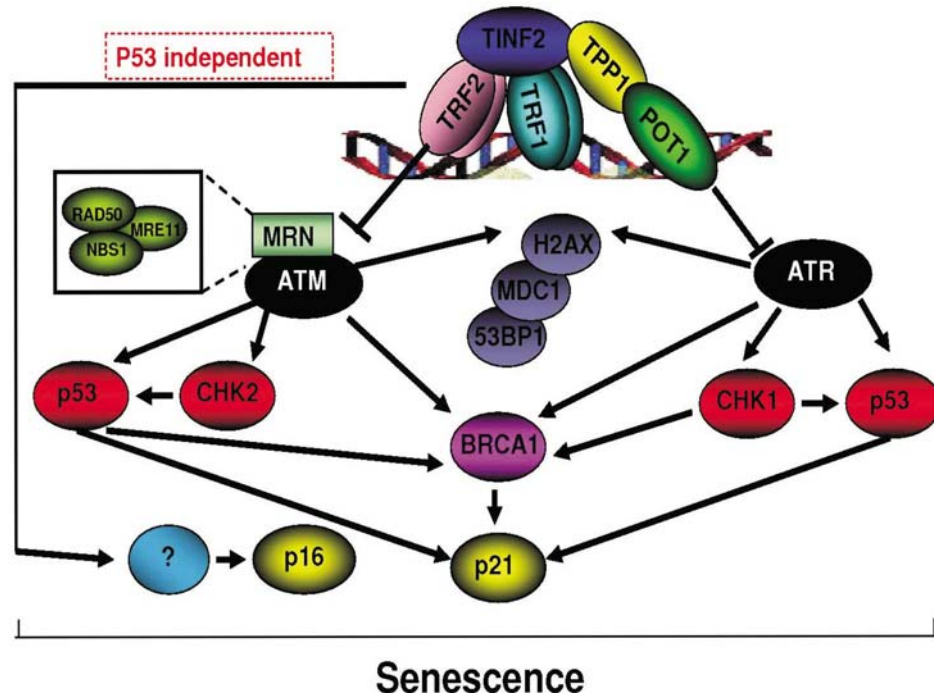 P53 independent
TINF2
TPP1
TRF2
TRF1
POT1
RAD50
MRE11
NBS1
MRN
ATM
H2AX
MDC1
53BP1
ATR
p53
CHK2
CHK1
p53
BRCA1
?
p16
p21
Senescence